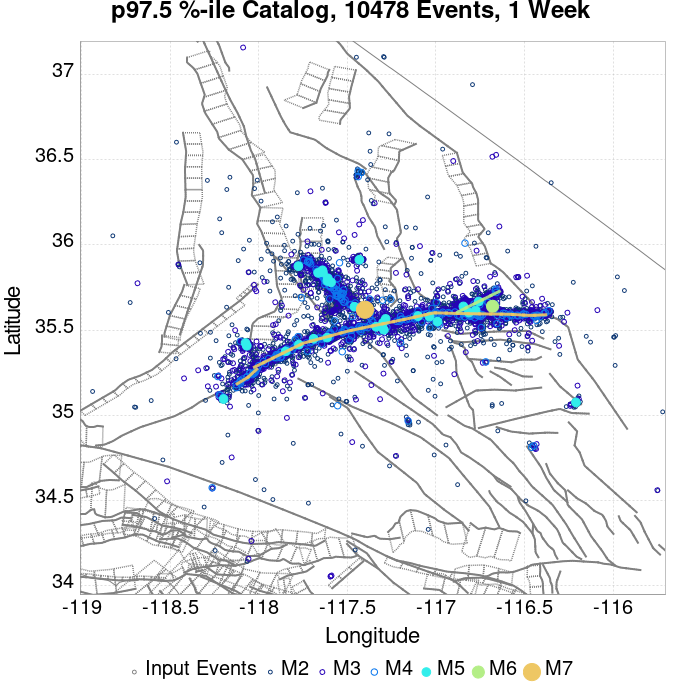 p97.5 %-ile Catalog, 10478 Events, 1 Week
37
36.5
36
35.5
35
34.5
34
Latitude
-119 -118.5 -118 -117.5 -117 -116.5 -116
Longitude
Input Events M2 M3 M4 M5 M6 M7